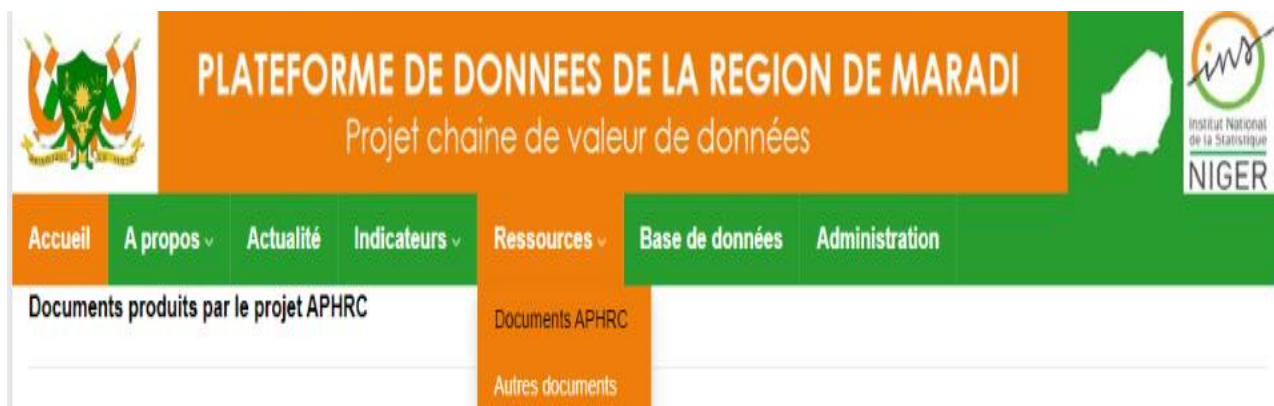 PLATEFORME DE DONNEES DE LA REGION DE MARADI
Projet chaine de valeur de données
ins
Institut National
de la Statistique
NIGER
Accueil A propos Actualité Indicateurs Ressources Base de données Administration
Documents produits par le projet APHRC
Documents APHRC
Autres documents